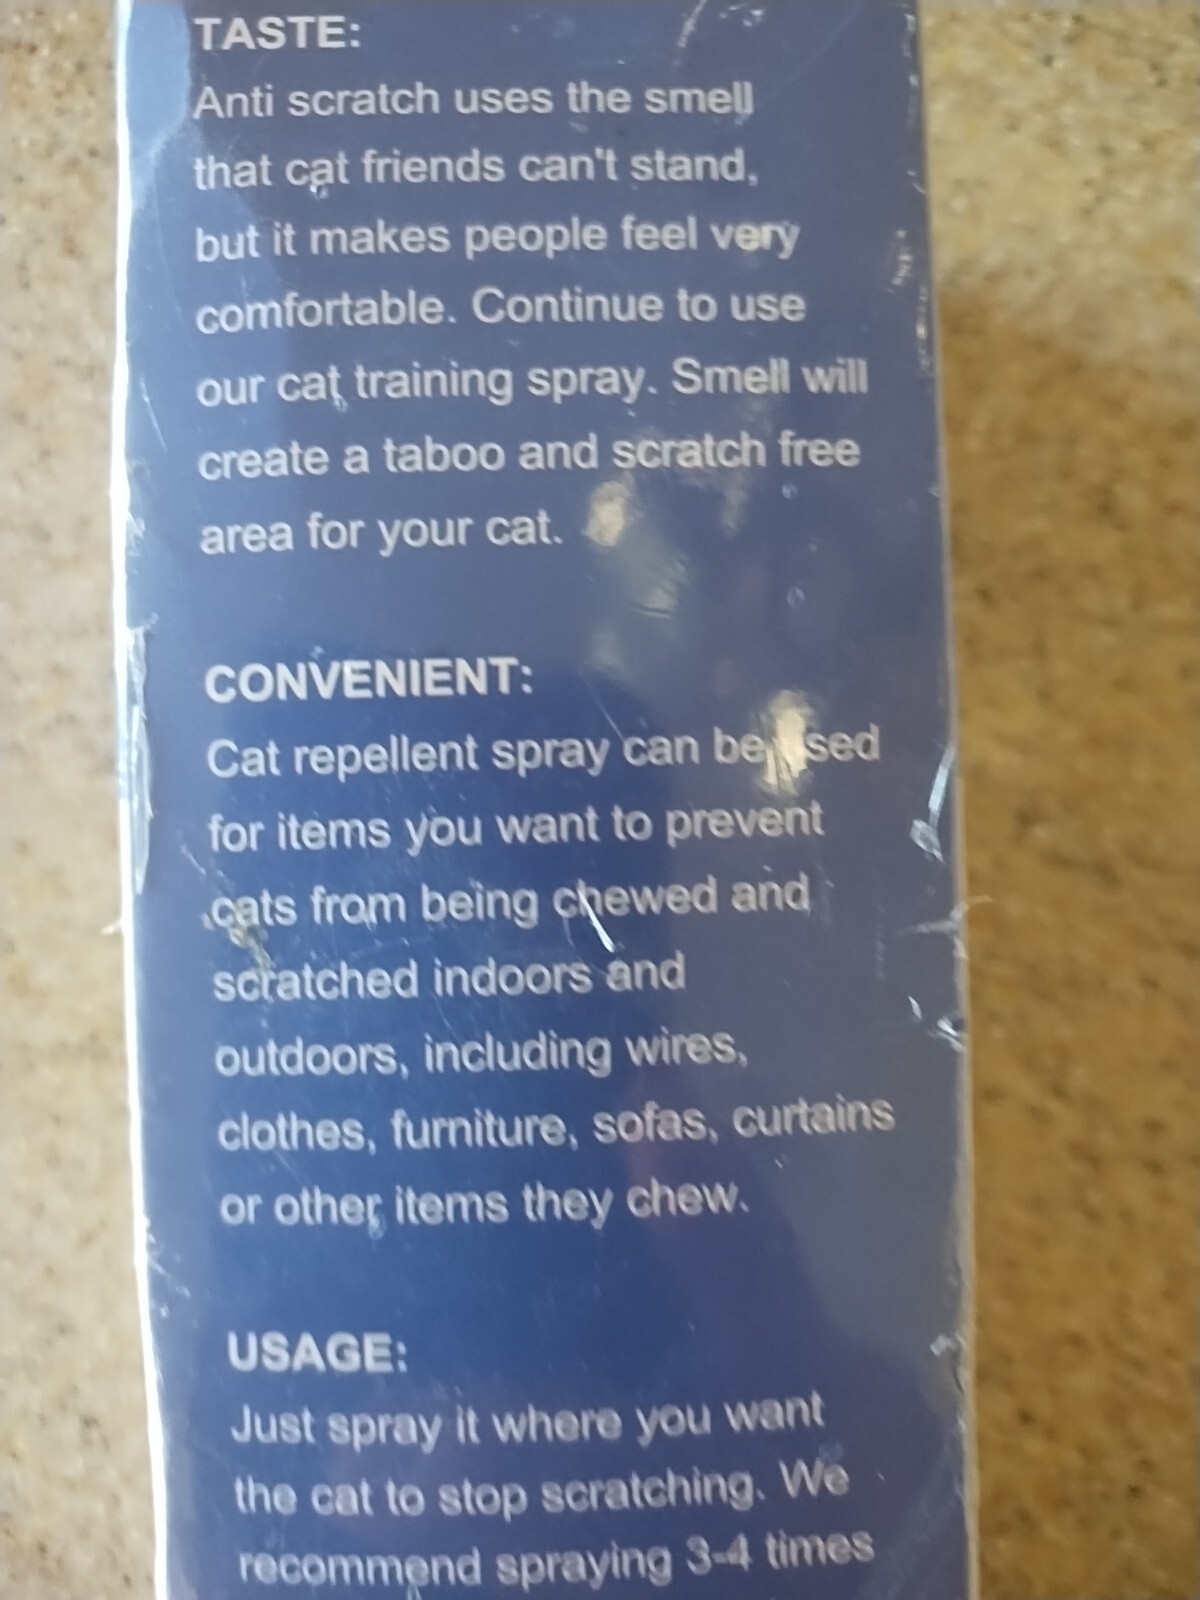 TASTE:
Anti scratch uses the smell
that cat friends can't stand,
but it makes people feel very
comfortable. Continue to use
our cat training spray. Smell will
create a taboo and scratch free
area for your cat.
CONVENIENT:
Cat repellent spray can be used
for items you want to prevent
cats from being chewed and
scratched indoors and
outdoors, including wires,
clothes, furniture, sofas, curtains
or other items they chew.
USAGE:
Just spray it where you want
the cat to stop scratching. We
recommend spraying 3-4 times